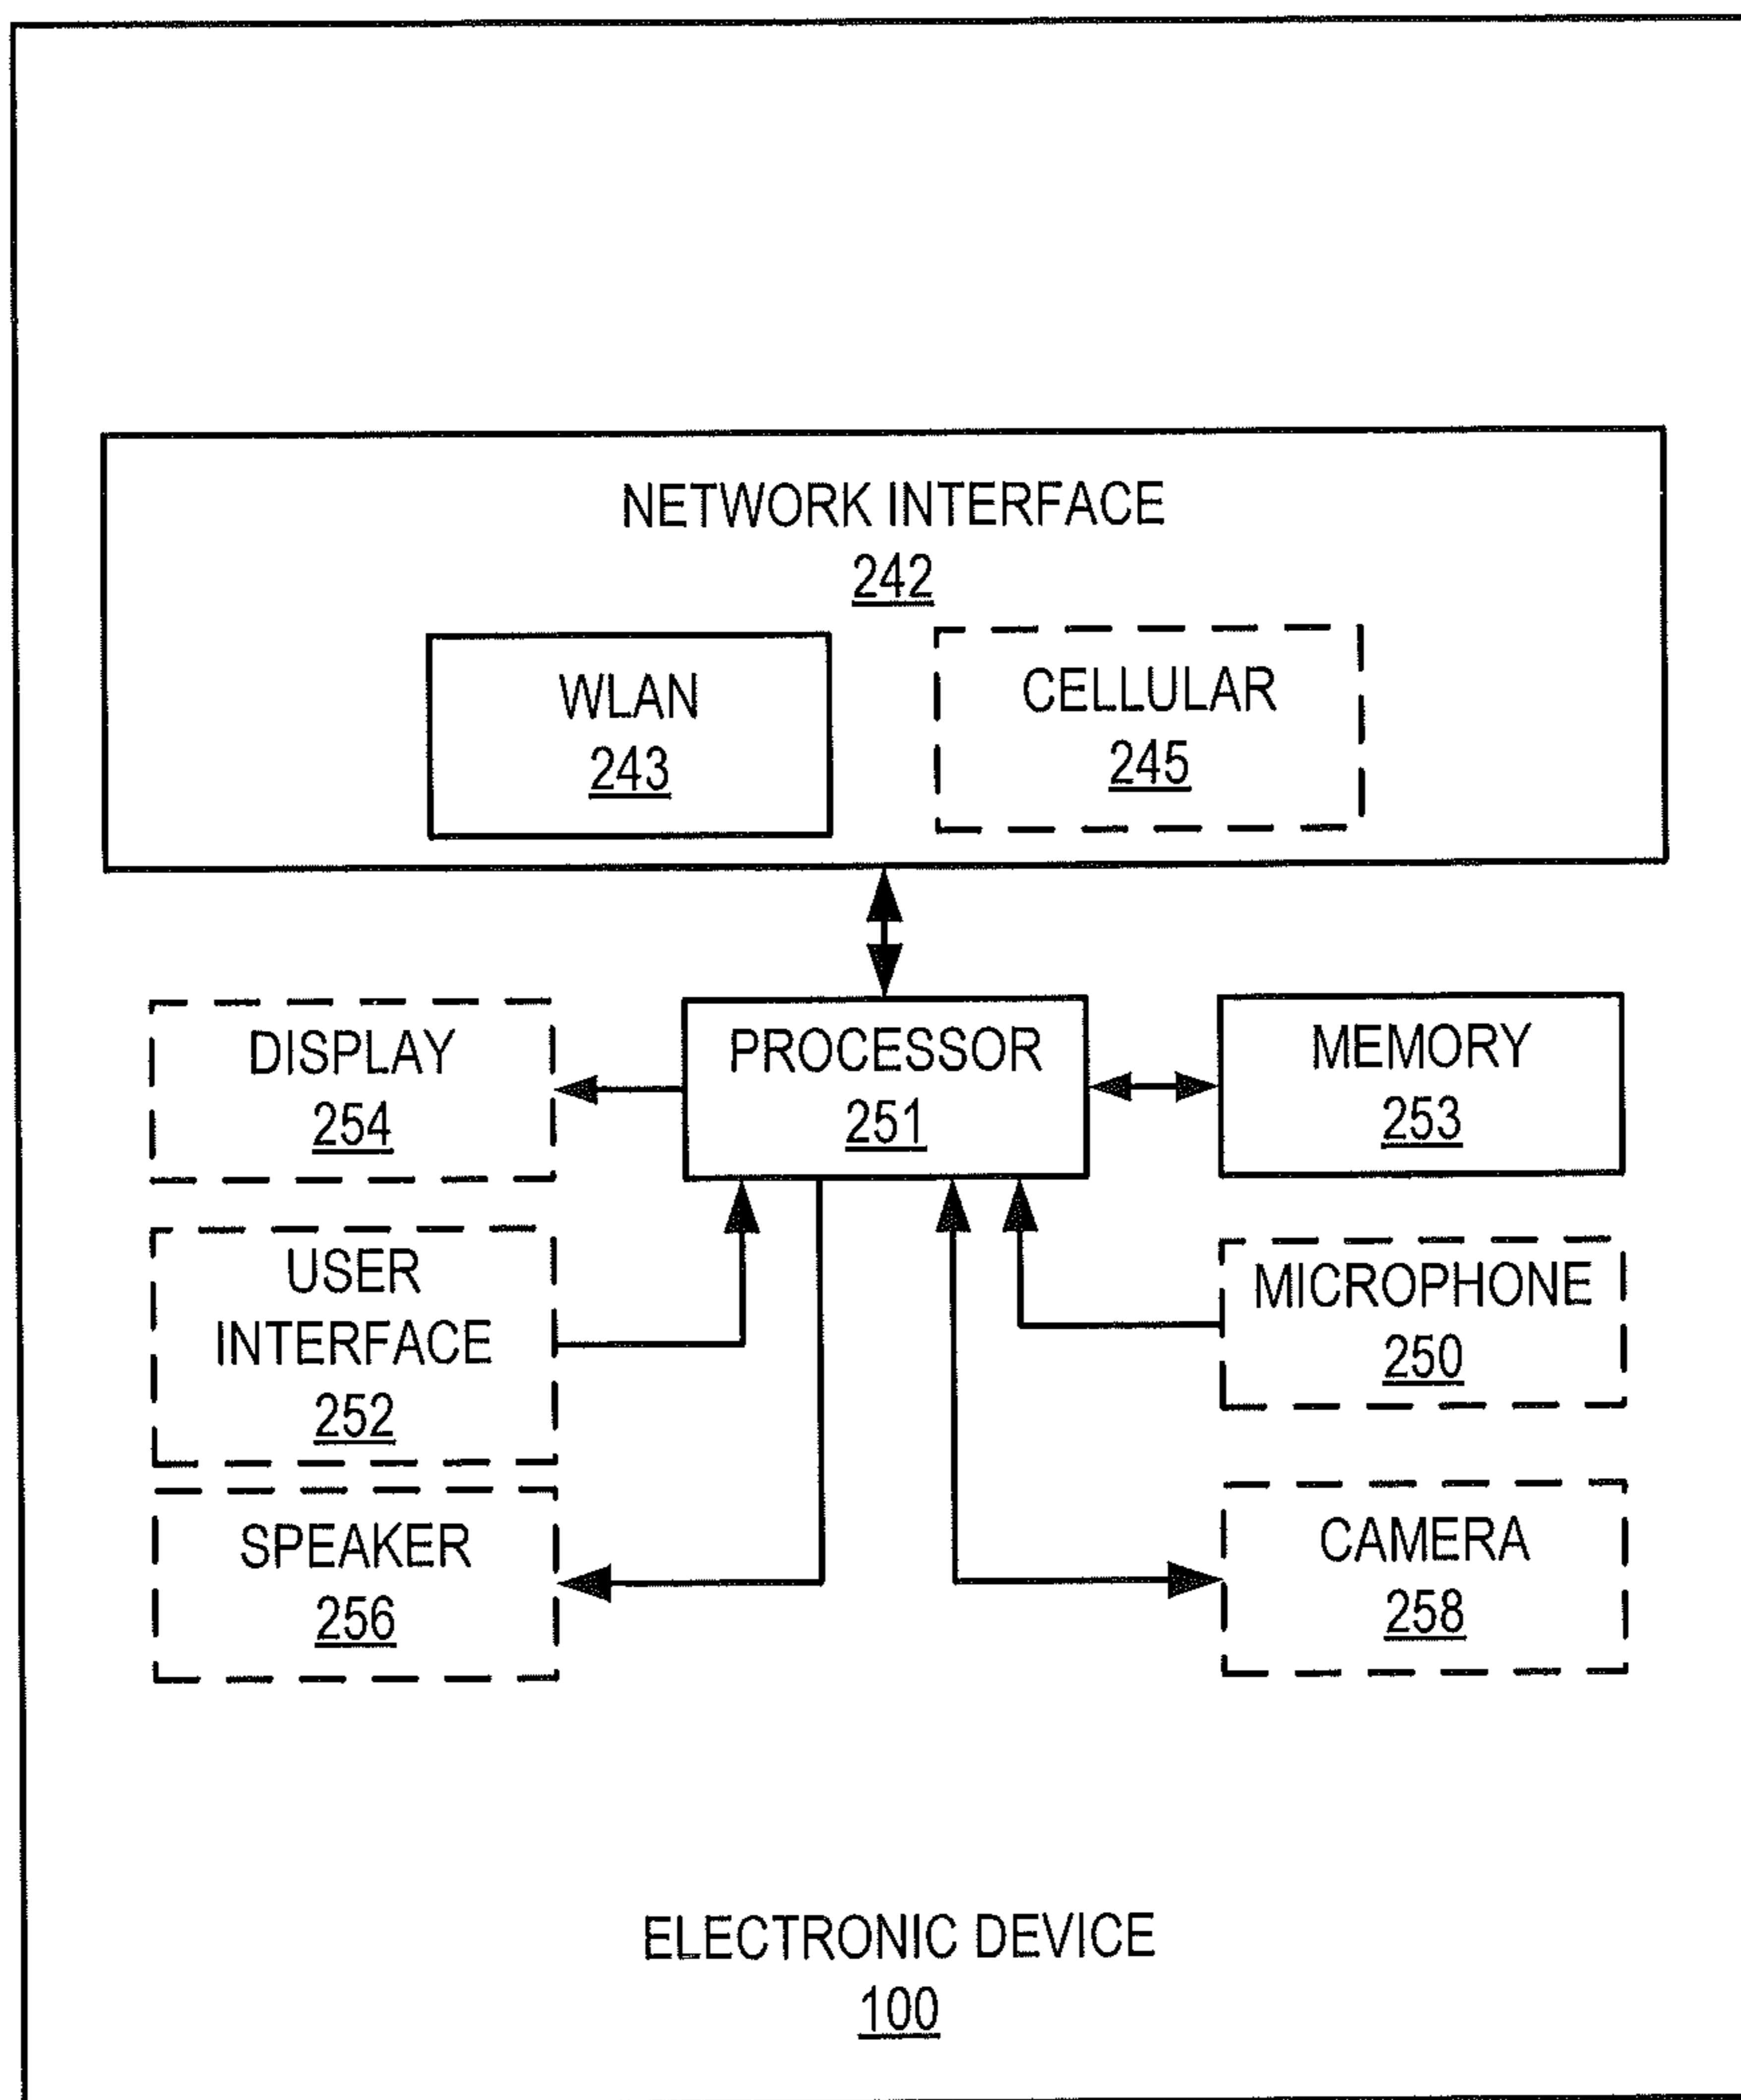 NETWORK INTERFACE
242
WLAN
243
CELLULAR
245
DISPLAY
254
PROCESSOR
251
MEMORY
253
USER
INTERFACE
252
MICROPHONE
250
SPEAKER
256
CAMERA
258
ELECTRONIC DEVICE
100